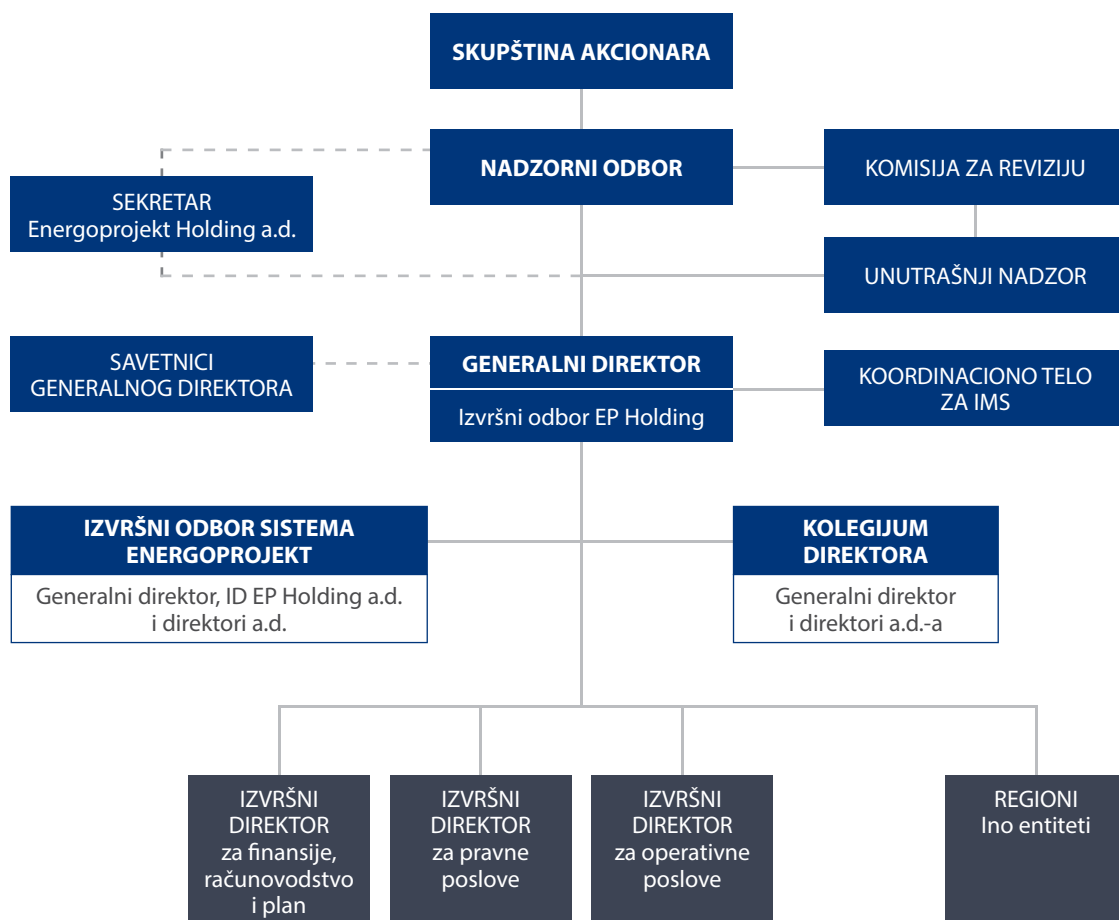 SKUPŠTINA AKCIONARA
NADZORNI ODBOR
KOMISIJA ZA REVIZIJU
SEKRETAR
Energoprojekt Holding a.d.
UNUTRAŠNJI NADZOR
SAVETNICI
GENERALNOG DIREKTORA
GENERALNI DIREKTOR
Izvršni odbor EP Holding
KOORDINACIONO TELO
ZA IMS
IZVRŠNI ODBOR SISTEMA
ENERGOPROJEKT
Generalni direktor, ID EP Holding a.d.
i direktori a.d.
KOLEGIJUM
DIREKTORA
Generalni direktor
i direktori a.d.-a
IZVRŠNI
DIREKTOR
za finansije,
računovodstvo
i plan
IZVRŠNI
DIREKTOR
za pravne
poslove
IZVRŠNI
DIREKTOR
za operativne
poslove
REGIONI
Ino entiteti